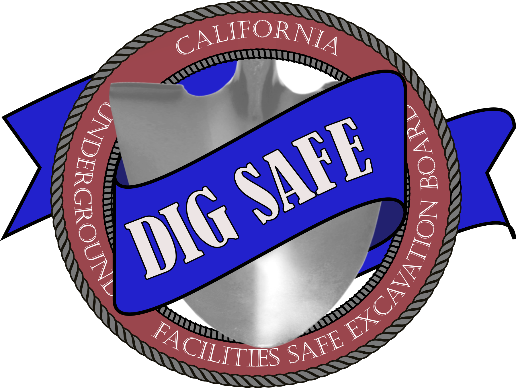 CALIFORNIA
UNDERGROUND
FACILITIES SAFE EXCAVATION BOARD
DIG SAFE